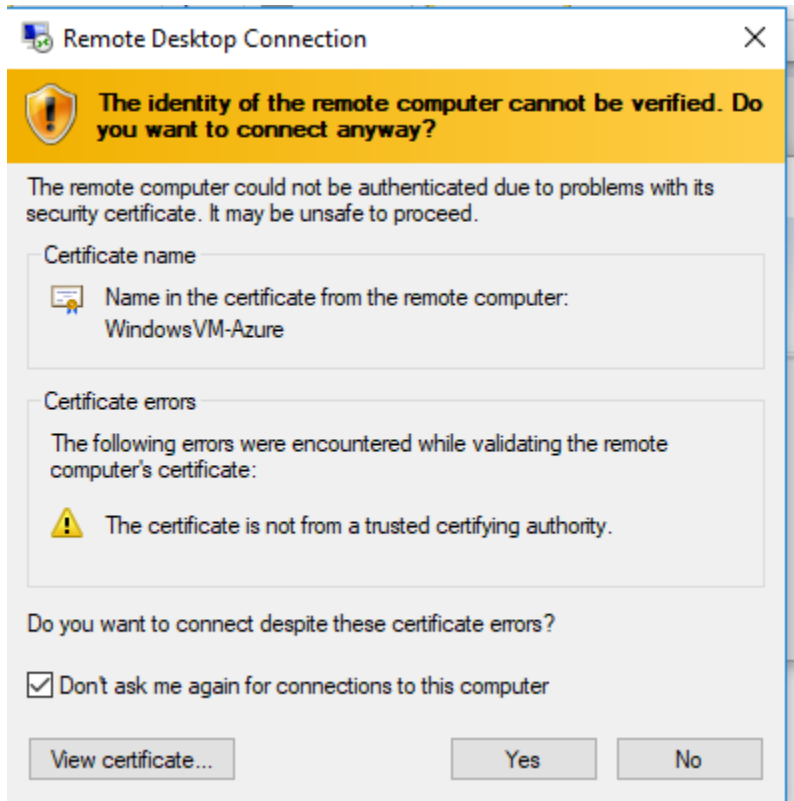 Remote Desktop Connection
The identity of the remote computer cannot be verified. Do
you want to connect anyway?
The remote computer could not be authenticated due to problems with its
security certificate. It may be unsafe to proceed.
Certificate name
Name in the certificate from the remote computer:
WindowsVM-Azure
Certificate errors
The following errors were encountered while validating the remote
computer's certificate:
The certificate is not from a trusted certifying authority.
Do you want to connect despite these certificate errors?
Don't ask me again for connections to this computer
View certificate...
Yes
No